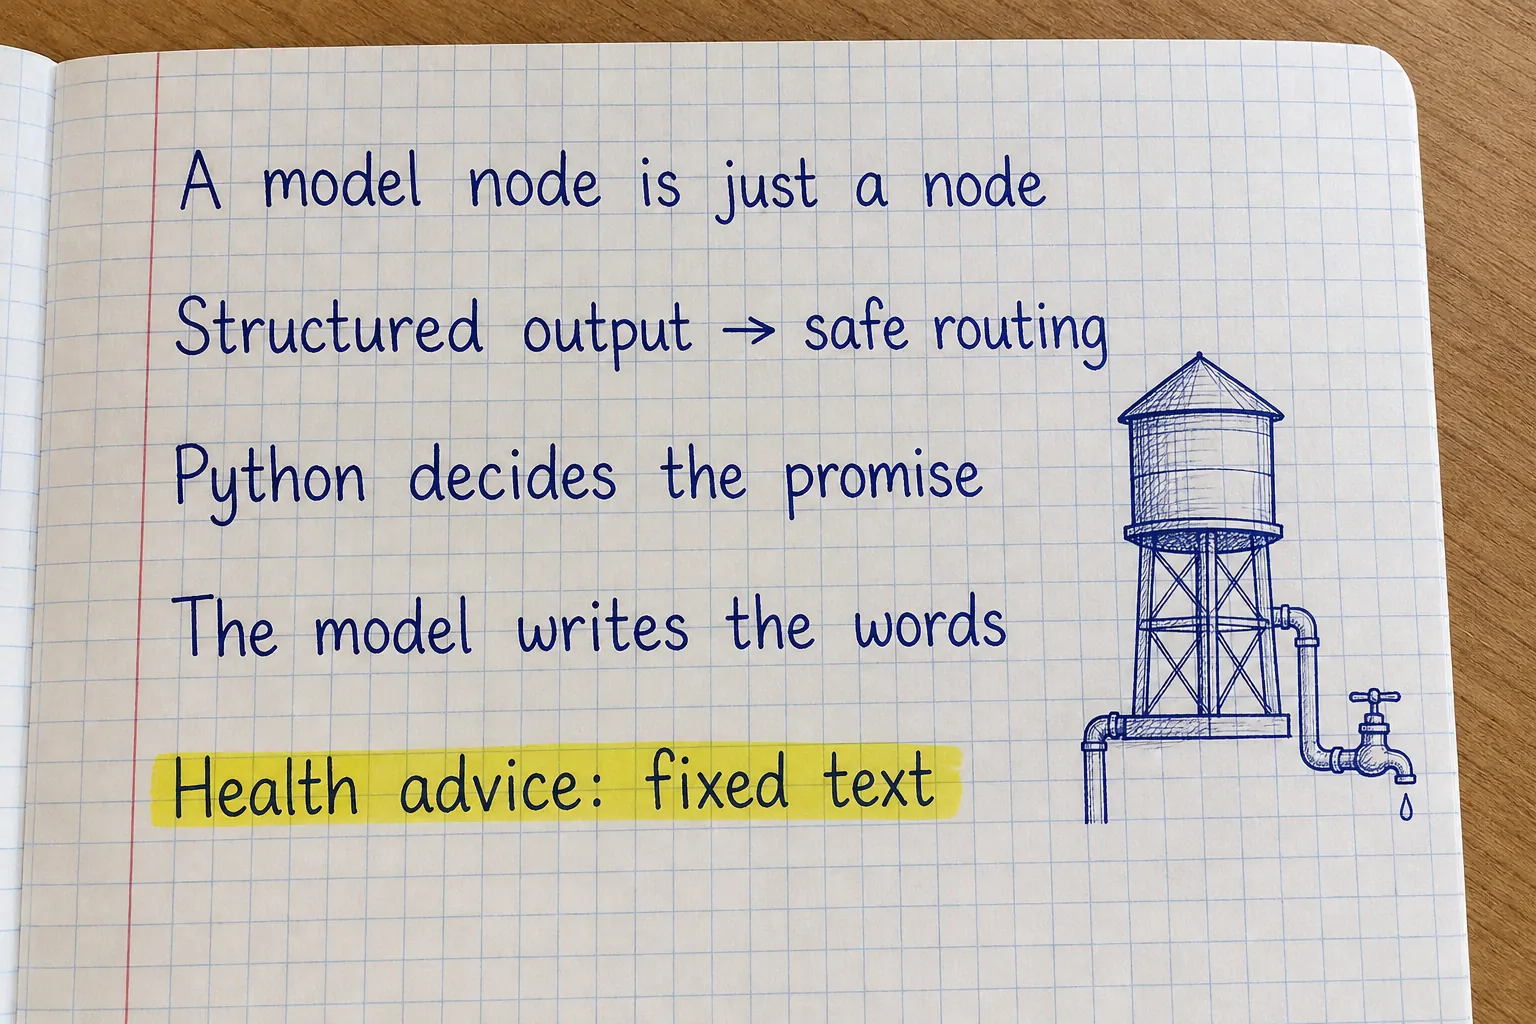 A model node is just a node
Structured output → safe routing
Python decides the promise
The model writes the words
Health advice: fixed text